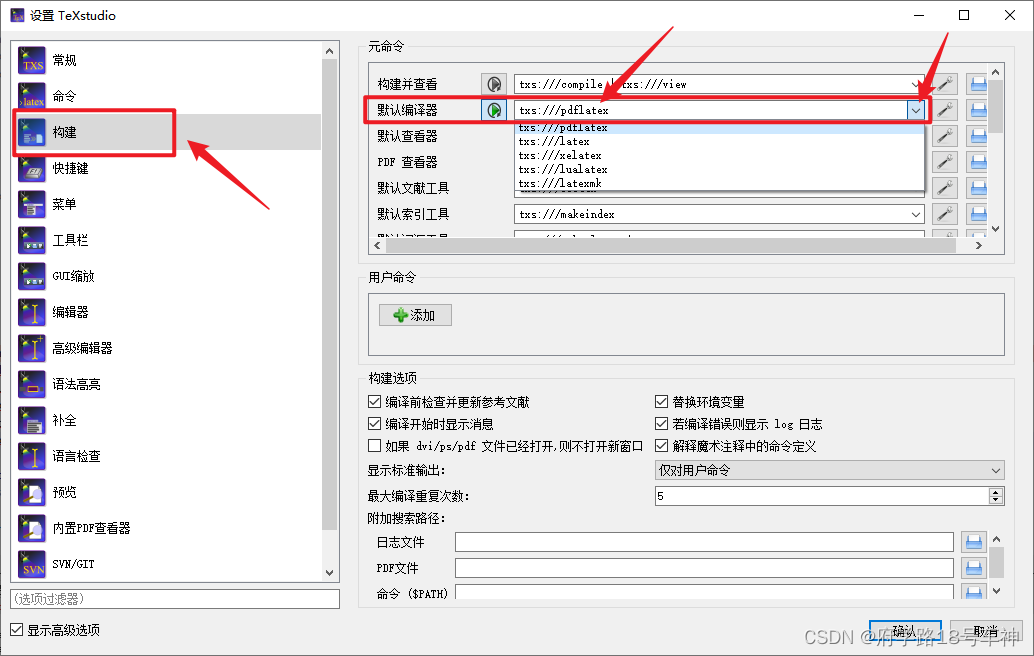 设置 TeXstudio
常规
命令
构建
快捷键
菜单
工具栏
GUI缩放
编辑器
高级编辑器
语法高亮
补全
语言检查
预览
内置PDF查看器
SVN/GIT
(选项过滤器)
显示高级选项
元命令
构建并查看
txs:///compile | txs:///view
默认编译器
txs:///pdflatex
txs:///pdflatex
txs:///latex
txs:///xelatex
txs:///lualatex
txs:///latexmk
默认查看器
PDF 查看器
默认文献工具
默认索引工具
txs:///makeindex
用户命令
添加
构建选项
编译前检查并更新参考文献
替换环境变量
编译开始时显示消息
若编译错误则显示 log 日志
如果 dvi/ps/pdf 文件已经打开,则不打开新窗口
解释魔术注释中的命令定义
显示标准输出:
仅对用户命令
最大编译重复次数:
5
附加搜索路径:
日志文件
PDF文件
命令 ($PATH)
确认
取消
CSDN @府学路18号车神